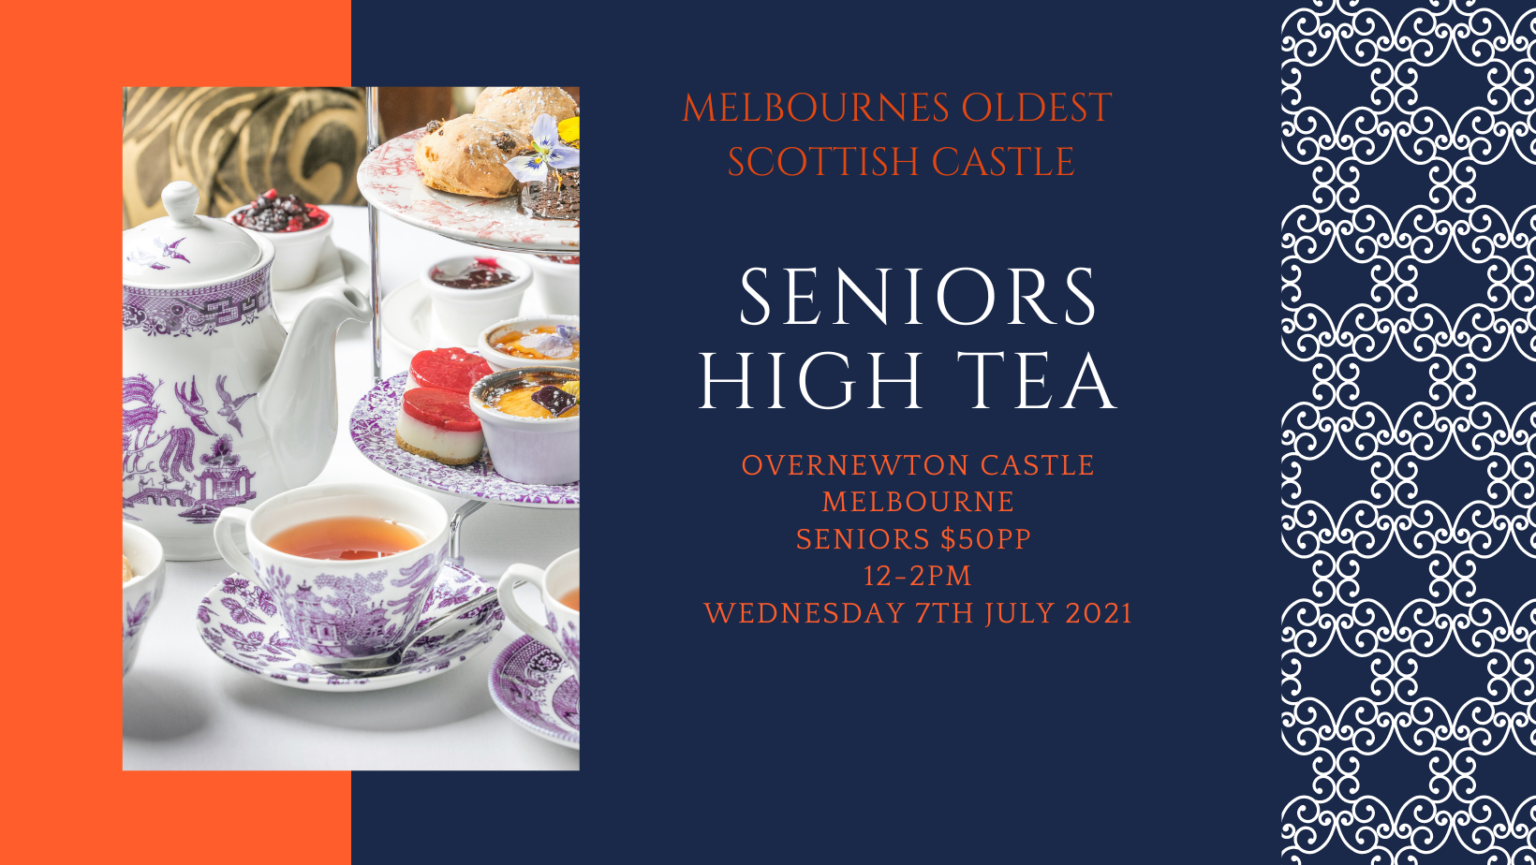 MELBOURNES OLDEST
SCOTTISH CASTLE
SENIORS
HIGH TEA
OVERNEWTON CASTLE
MELBOURNE
SENIORS $50PP
12-2PM
WEDNESDAY 7TH JULY 2021